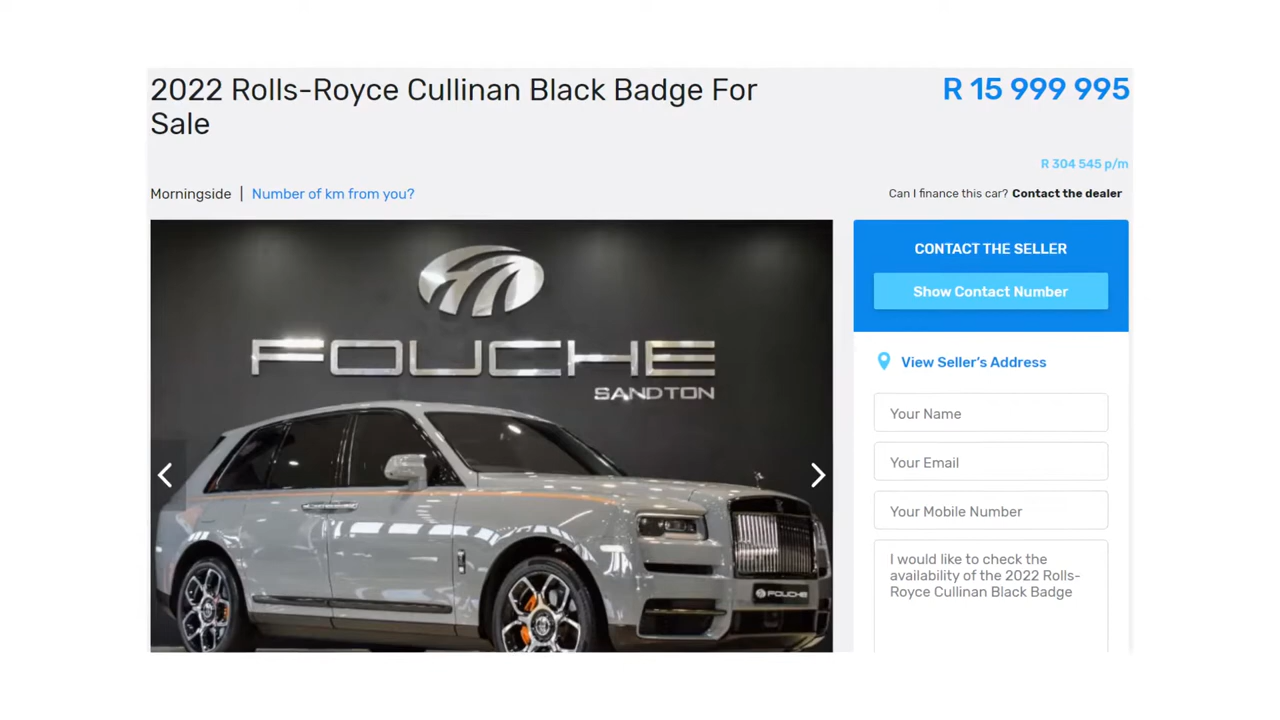 2022 Rolls-Royce Cullinan Black Badge For
Sale
R 15 999 995
R 304 545 p/m
Morningside | Number of km from you?
Can I finance this car? Contact the dealer
FOUCHE
SANDTON
FOUCHE
CONTACT THE SELLER
Show Contact Number
View Seller's Address
Your Name
Your Email
Your Mobile Number
I would like to check the
availability of the 2022 Rolls-
Royce Cullinan Black Badge